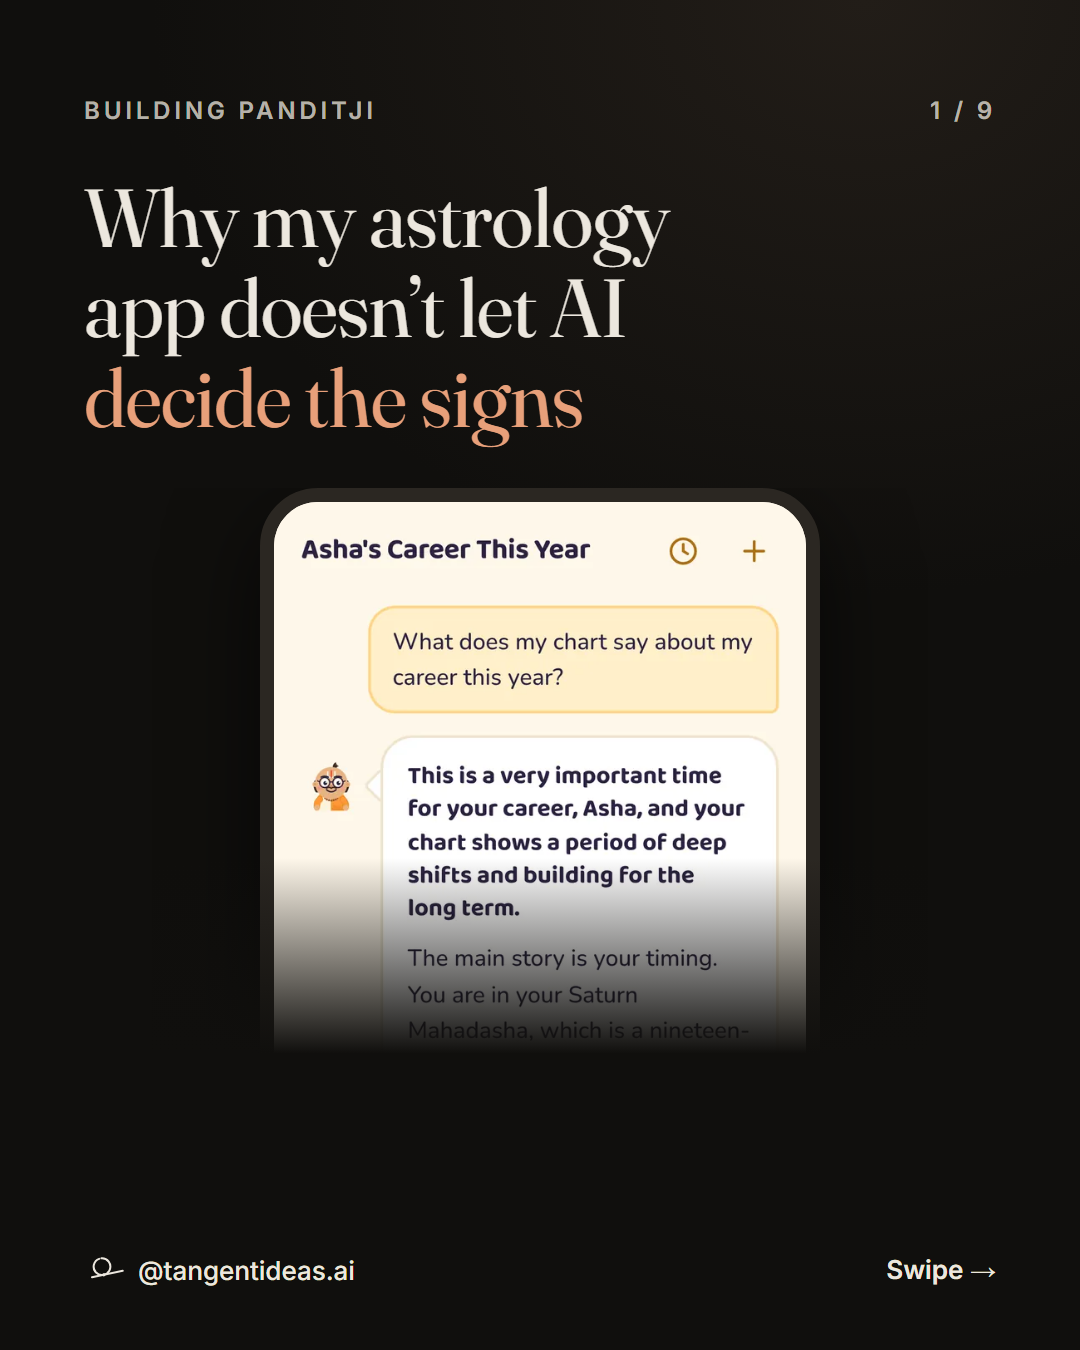 BUILDING PANDITJI
1 / 9
Why my astrology
app doesn’t let AI
decide the signs
Asha's Career This Year
What does my chart say about my
career this year?
This is a very important time
for your career, Asha, and your
chart shows a period of deep
shifts and building for the
long term.
The main story is your timing.
You are in your Saturn
Mahadasha, which is a nineteen-
@tangentideas.ai
Swipe →